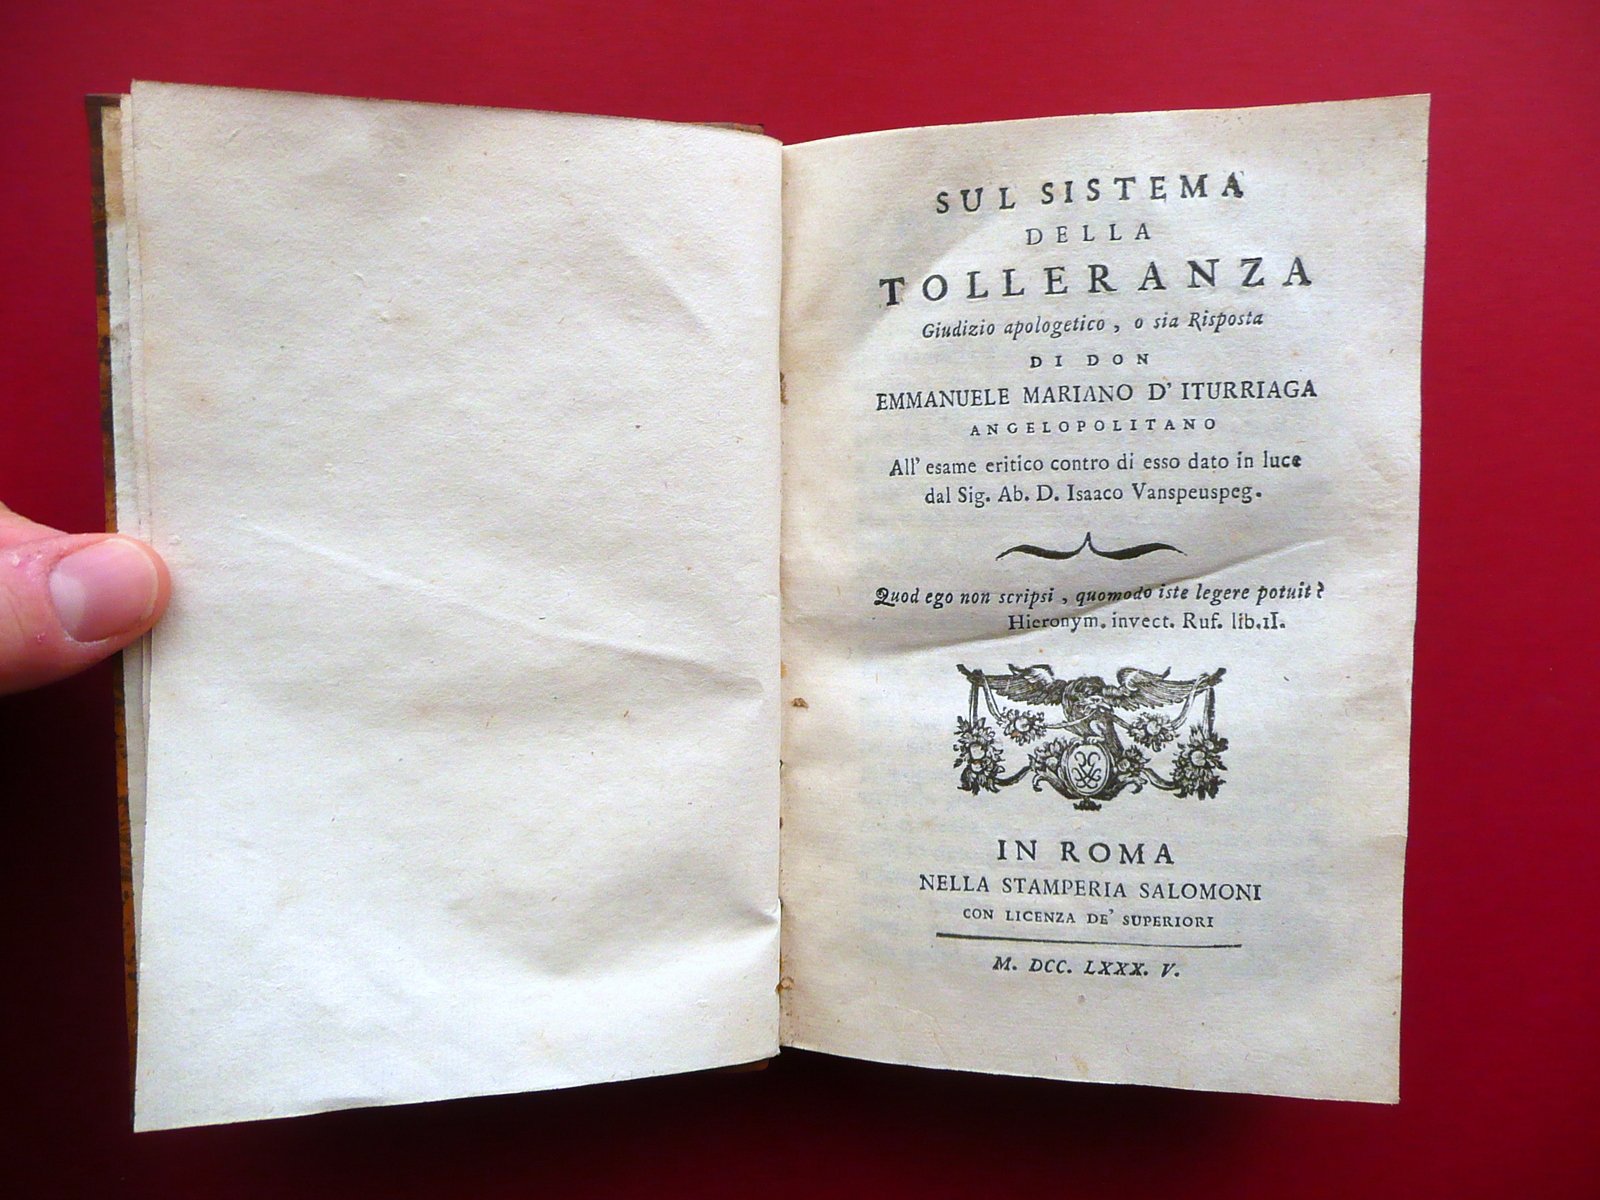 SUL SISTEMA
DELLA
TOLLERANZA
Giudizio apologetico, o sia Risposta
DI DON
EMMANUELE MARIANO D' ITURRIAGA
ANGELOPOLITANO
All' esame eritico contro di esso dato in luce
dal Sig. Ab. D. Isaaco Vanspeuspeg.
Quod ego non scripsi, quomodo iste legere potuit?
Hieronym. invect. Ruf. lib. II.
IN ROMA
NELLA STAMPERIA SALOMONI
CON LICENZA DE' SUPERIORI
M. DCC. LXXX. V.